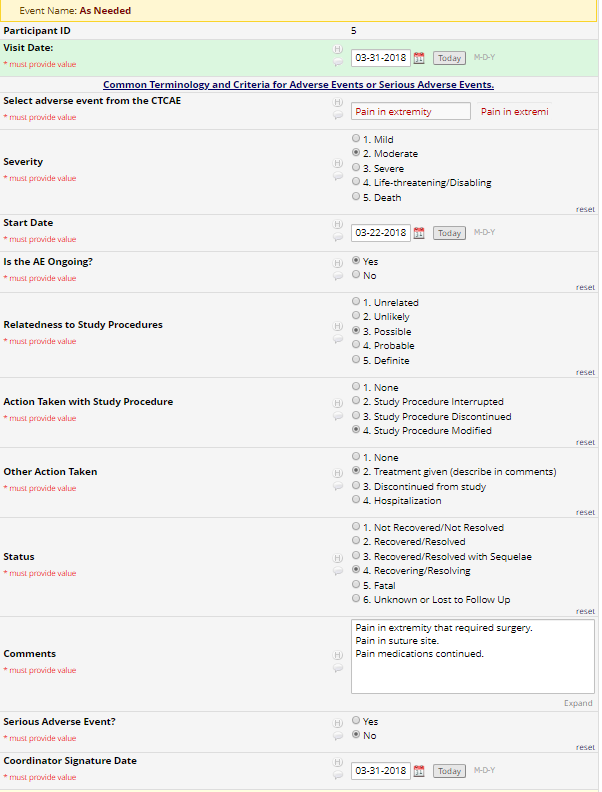 Event Name: As Needed
Participant ID 5
Visit Date:
* must provide value
03-31-2018 Today M-D-Y
Common Terminology and Criteria for Adverse Events or Serious Adverse Events.
Select adverse event from the CTCAE
* must provide value
Pain in extremity Pain in extremi
Severity
* must provide value
1. Mild
2. Moderate
3. Severe
4. Life-threatening/Disabling
5. Death
reset
Start Date
* must provide value
03-22-2018 Today M-D-Y
Is the AE Ongoing?
* must provide value
Yes
No
reset
Relatedness to Study Procedures
* must provide value
1. Unrelated
2. Unlikely
3. Possible
4. Probable
5. Definite
reset
Action Taken with Study Procedure
* must provide value
1. None
2. Study Procedure Interrupted
3. Study Procedure Discontinued
4. Study Procedure Modified
reset
Other Action Taken
* must provide value
1. None
2. Treatment given (describe in comments)
3. Discontinued from study
4. Hospitalization
reset
Status
* must provide value
1. Not Recovered/Not Resolved
2. Recovered/Resolved
3. Recovered/Resolved with Sequelae
4. Recovering/Resolving
5. Fatal
6. Unknown or Lost to Follow Up
reset
Comments
* must provide value
Pain in extremity that required surgery.
Pain in suture site.
Pain medications continued.
Expand
Serious Adverse Event?
* must provide value
Yes
No
reset
Coordinator Signature Date
* must provide value
03-31-2018 Today M-D-Y